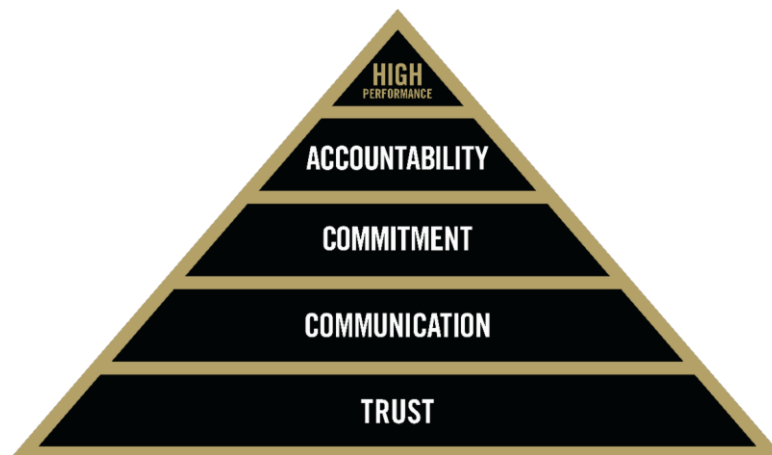 HIGH
PERFORMANCE
ACCOUNTABILITY
COMMITMENT
COMMUNICATION
TRUST